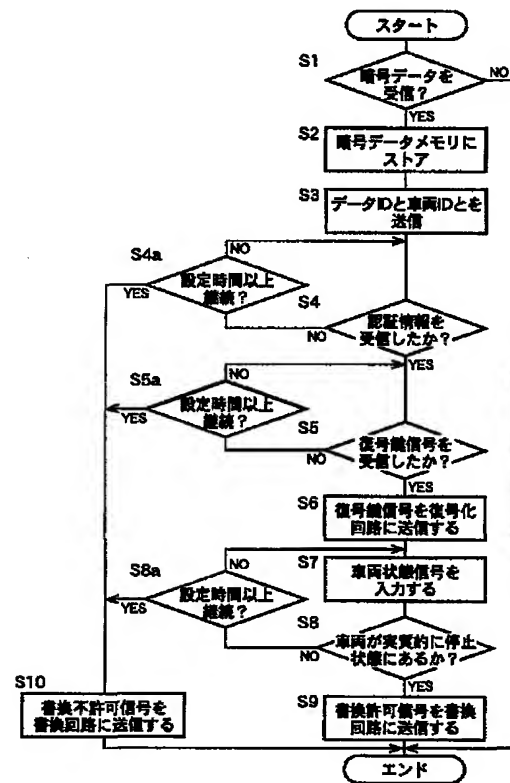 スタート
S1
暗号データを
受信？
NO
YES
S2
暗号データメモリに
ストア
S3
データIDと車両IDとを
送信
S4a
NO
設定時間以上
継続？
YES
S4
認証情報を
受信したか？
NO
YES
S5a
NO
設定時間以上
継続？
YES
S5
復号鍵信号を
受信したか？
NO
YES
S6
復号鍵信号を復号化
回路に送信する
S7
車両状態信号を
入力する
S8a
NO
設定時間以上
継続？
YES
S8
車両が実質的に停止
状態にあるか？
NO
YES
S10
書換不許可信号を
書換回路に送信する
S9
書換許可信号を書換
回路に送信する
エンド